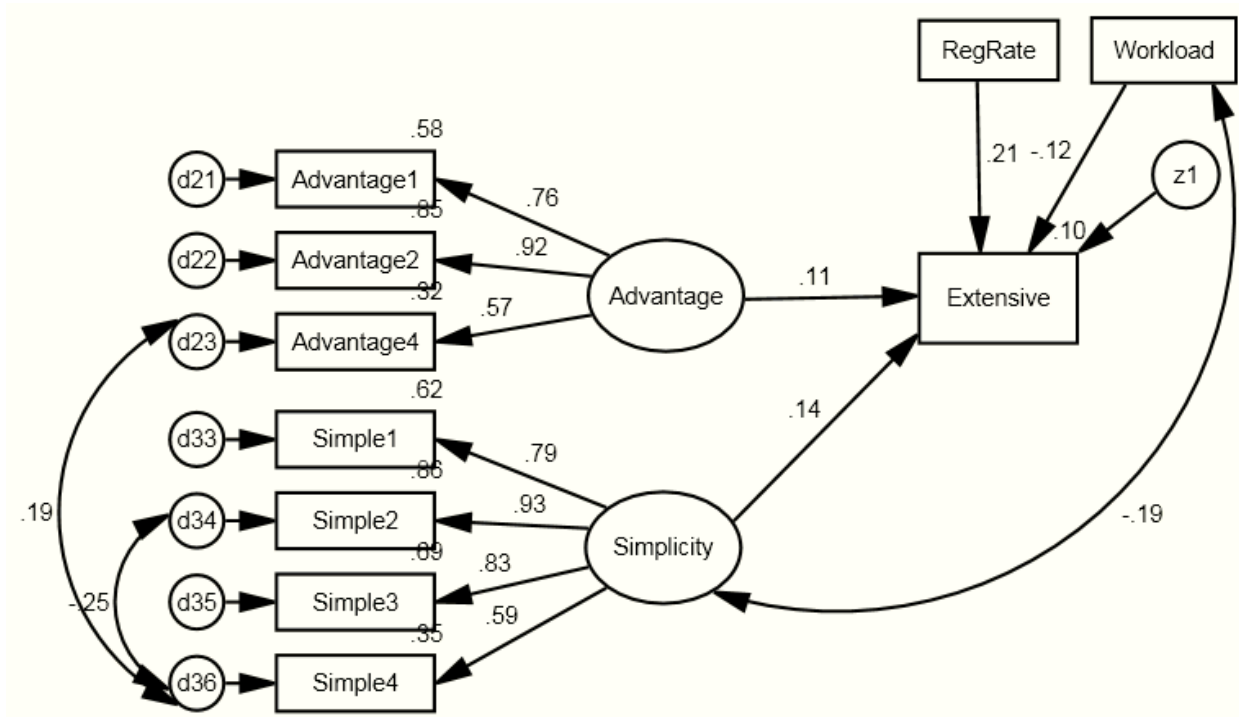 RegRate
Workload
.58
d21
Advantage1
.76
.21
-.12
z1
.85
d22
Advantage2
.92
.10
.32
.57
Advantage
.11
Extensive
d23
Advantage4
.62
.14
d33
Simple1
.79
.86
.19
d34
Simple2
.93
Simplicity
-.19
.69
.83
-.25
d35
Simple3
.59
.35
d36
Simple4